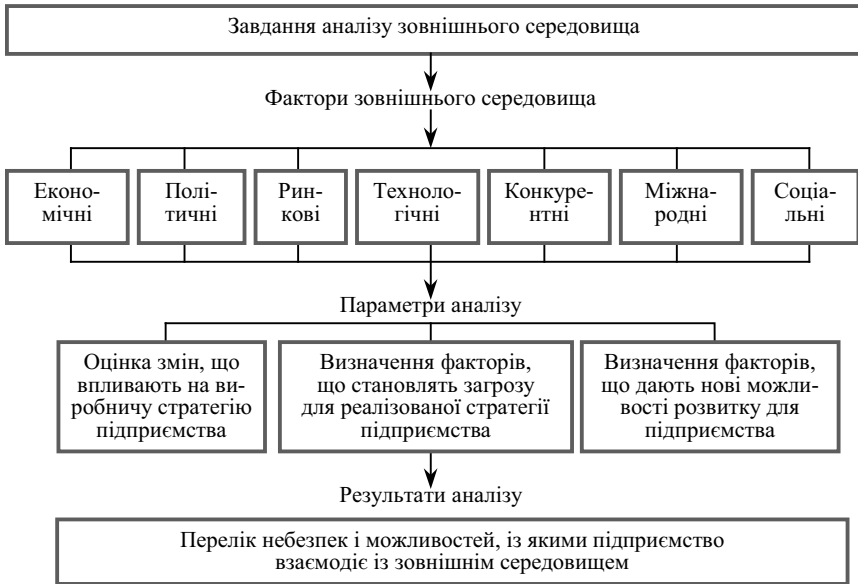 Завдання аналізу зовнішнього середовища
Фактори зовнішнього середовища
Еконо-
мічні
Полі-
тичні
Рин-
кові
Техноло-
гічні
Конкуре-
нтні
Міжна-
родні
Соціа-
льні
Параметри аналізу
Оцінка змін, що
впливають на ви-
робничу стратегію
підприємства
Визначення факторів,
що становлять загрозу
для реалізованої стратегії
підприємства
Визначення факторів,
що дають нові можли-
вості розвитку для
підприємства
Результати аналізу
Перелік небезпек і можливостей, із якими підприємство
взаємодіє із зовнішнім середовищем